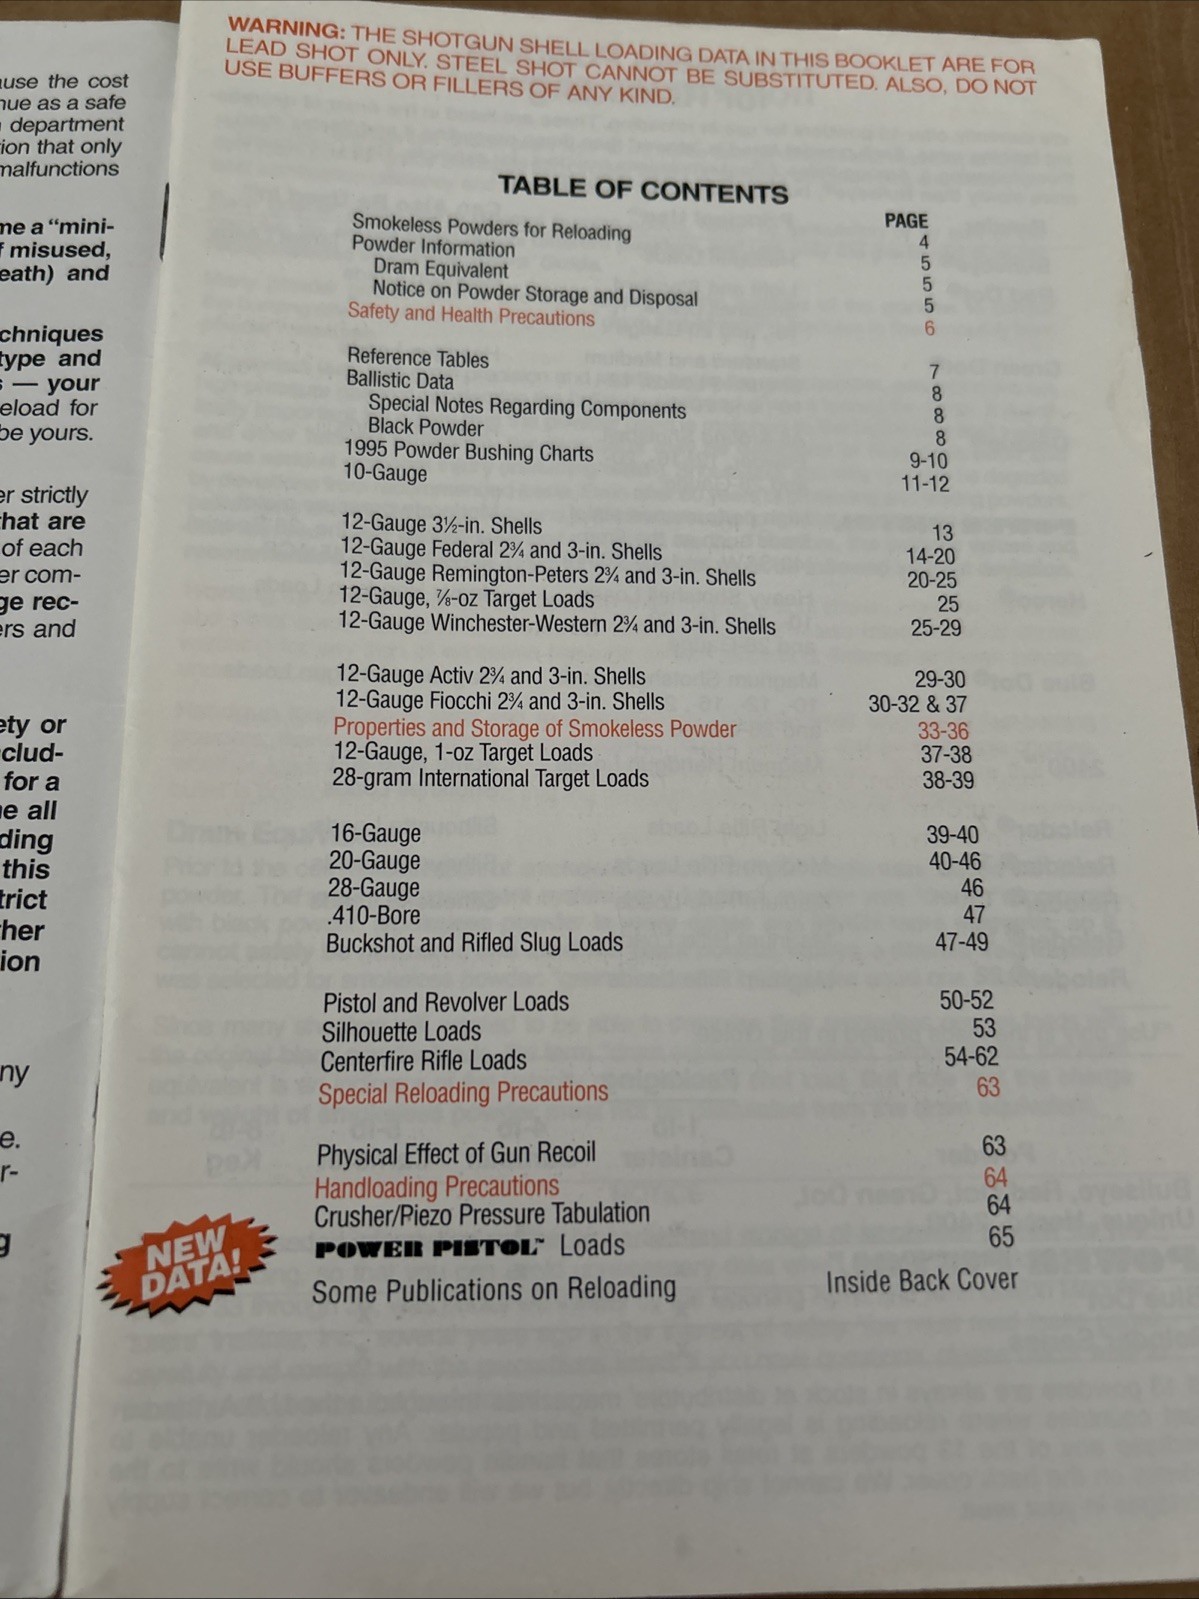 use the cost
nue as a safe
department
ion that only
malfunctions
me a “mini-
f misused,
eath) and
chniques
type and
— your
eload for
be yours.
er strictly
that are
of each
er com-
ge rec-
ers and
ety or
clud-
for a
e all
ding
this
trict
her
ion
ny
e.
r-
g
WARNING: THE SHOTGUN SHELL LOADING DATA IN THIS BOOKLET ARE FOR
LEAD SHOT ONLY. STEEL SHOT CANNOT BE SUBSTITUTED. ALSO, DO NOT
USE BUFFERS OR FILLERS OF ANY KIND.
TABLE OF CONTENTS
PAGE
Smokeless Powders for Reloading 4
Powder Information 5
Dram Equivalent 5
Notice on Powder Storage and Disposal 5
Safety and Health Precautions 6
Reference Tables 7
Ballistic Data 8
Special Notes Regarding Components 8
Black Powder 8
1995 Powder Bushing Charts 9-10
10-Gauge 11-12
12-Gauge 3½-in. Shells 13
12-Gauge Federal 2¾ and 3-in. Shells 14-20
12-Gauge Remington-Peters 2¾ and 3-in. Shells 20-25
12-Gauge, ⅞-oz Target Loads 25
12-Gauge Winchester-Western 2¾ and 3-in. Shells 25-29
12-Gauge Activ 2¾ and 3-in. Shells 29-30
12-Gauge Fiocchi 2¾ and 3-in. Shells 30-32 & 37
Properties and Storage of Smokeless Powder 33-36
12-Gauge, 1-oz Target Loads 37-38
28-gram International Target Loads 38-39
16-Gauge 39-40
20-Gauge 40-46
28-Gauge 46
.410-Bore 47
Buckshot and Rifled Slug Loads 47-49
Pistol and Revolver Loads 50-52
Silhouette Loads 53
Centerfire Rifle Loads 54-62
Special Reloading Precautions 63
Physical Effect of Gun Recoil 63
Handloading Precautions 64
Crusher/Piezo Pressure Tabulation 64
NEW
DATA!
POWER PISTOL™ Loads 65
Some Publications on Reloading Inside Back Cover